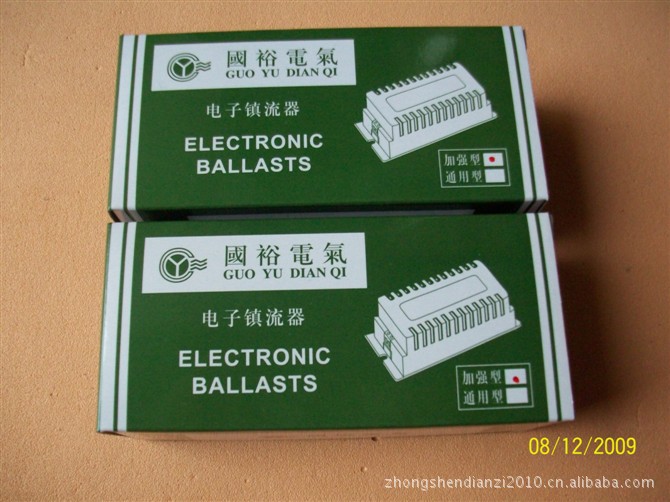 國裕電氣
GUO YU DIAN QI
电子镇流器
ELECTRONIC
BALLASTS
加强型
通用型
國裕電氣
GUO YU DIAN QI
电子镇流器
ELECTRONIC
BALLASTS
加强型
通用型
08/12/2009
zhongshendianzi2010.cn.alibaba.com